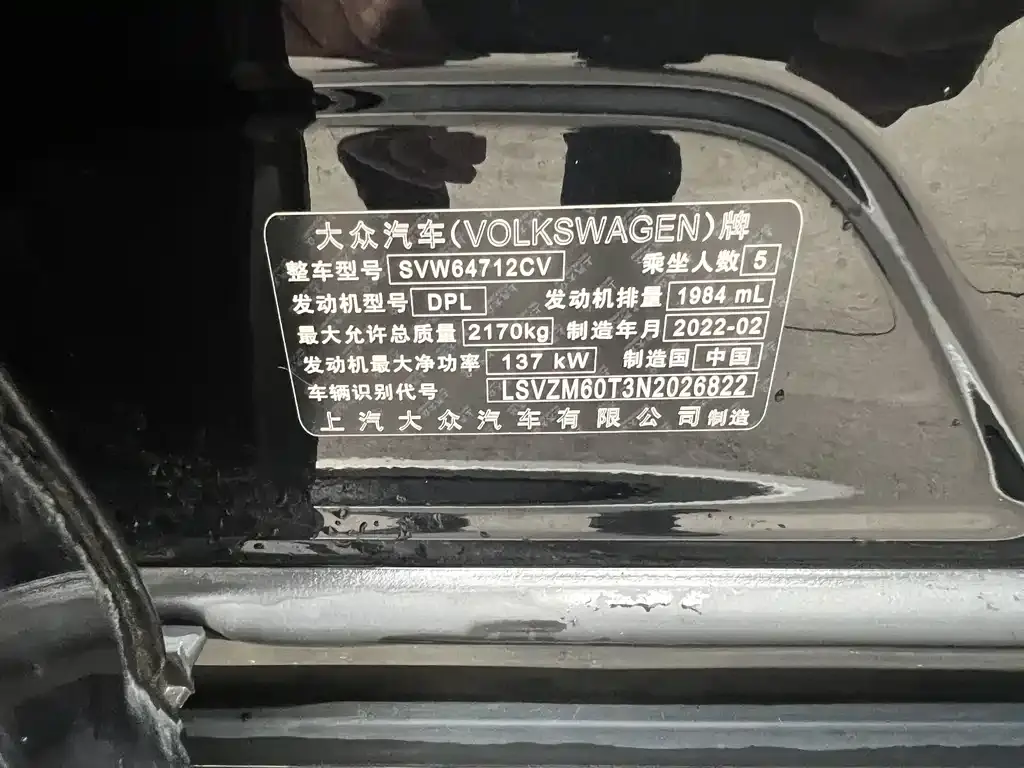 大众汽车(VOLKSWAGEN)牌
整车型号 SVW64712CV 乘坐人数 5
发动机型号 DPL 发动机排量 1984 mL
最大允许总质量 2170kg 制造年月 2022-02
发动机最大净功率 137 kW 制造国 中国
车辆识别代号 LSVZM60T3N2026822
上汽大众汽车有限公司制造